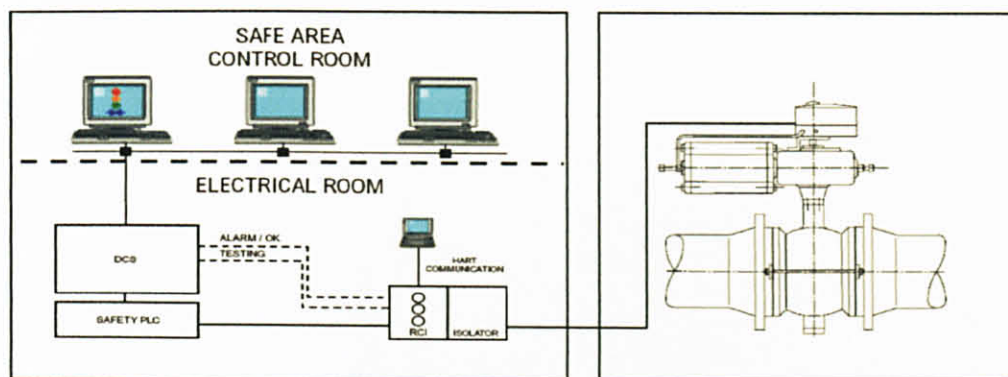 SAFE AREA
CONTROL ROOM
ELECTRICAL ROOM
ALARM / OK
TESTING
DCS
HART
COMMUNICATION
SAFETY PLC
RCI
ISOLATOR